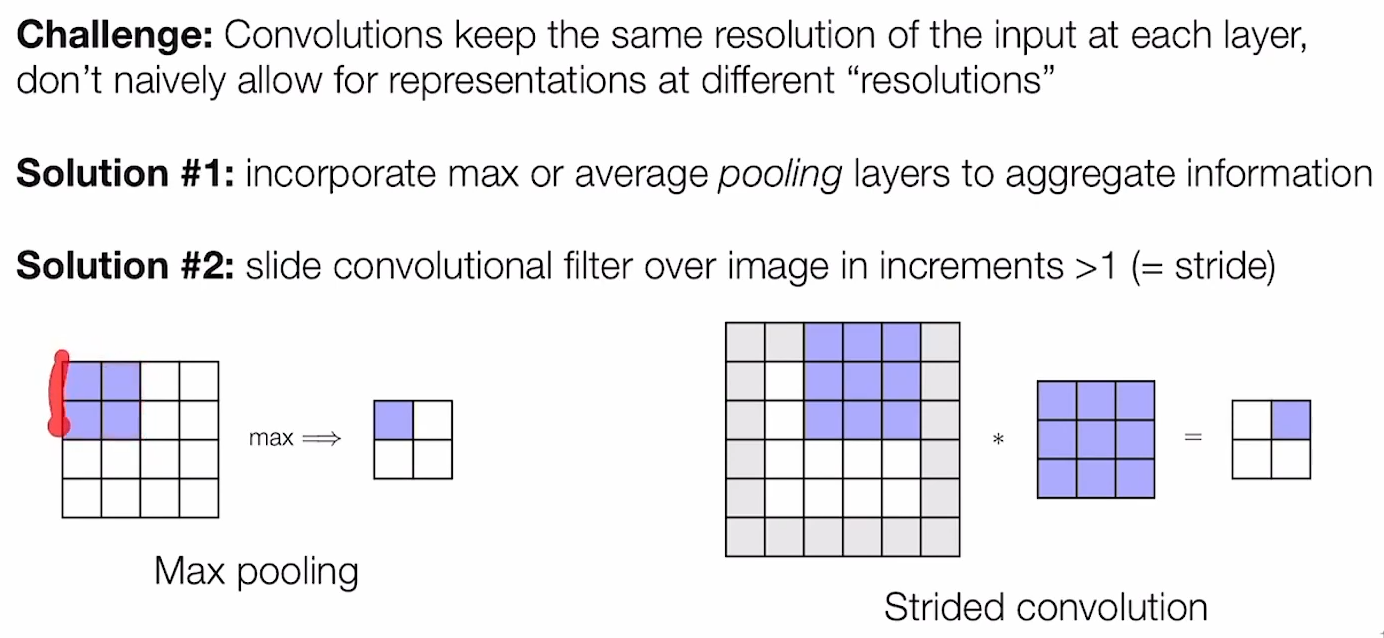 Challenge: Convolutions keep the same resolution of the input at each layer,
don’t naively allow for representations at different “resolutions”
Solution #1: incorporate max or average pooling layers to aggregate information
Solution #2: slide convolutional filter over image in increments >1 (= stride)
max ⟹
* =
Max pooling
Strided convolution